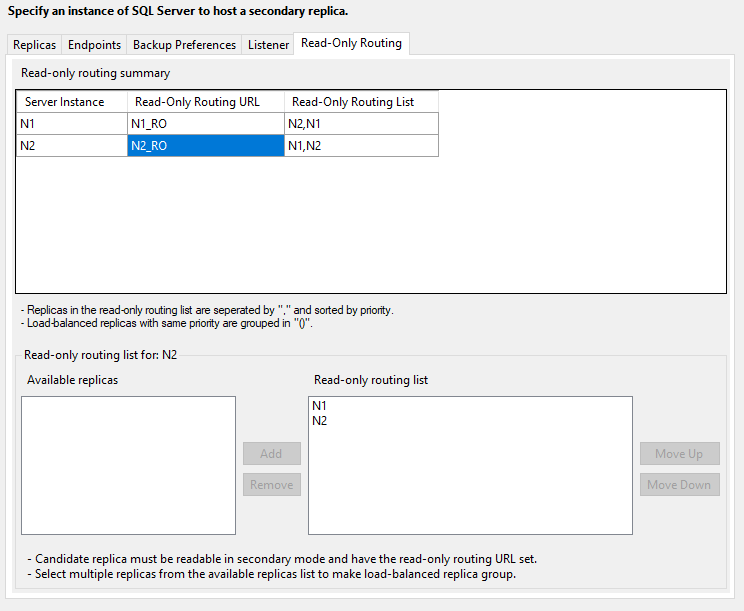 Specify an instance of SQL Server to host a secondary replica.
Replicas Endpoints Backup Preferences Listener Read-Only Routing
Read-only routing summary
Server Instance Read-Only Routing URL Read-Only Routing List
N1 N1_RO N2,N1
N2 N2_RO N1,N2
- Replicas in the read-only routing list are seperated by "," and sorted by priority.
- Load-balanced replicas with same priority are grouped in "()".
Read-only routing list for: N2
Available replicas Read-only routing list
N1
N2
Add Move Up
Remove Move Down
- Candidate replica must be readable in secondary mode and have the read-only routing URL set.
- Select multiple replicas from the available replicas list to make load-balanced replica group.